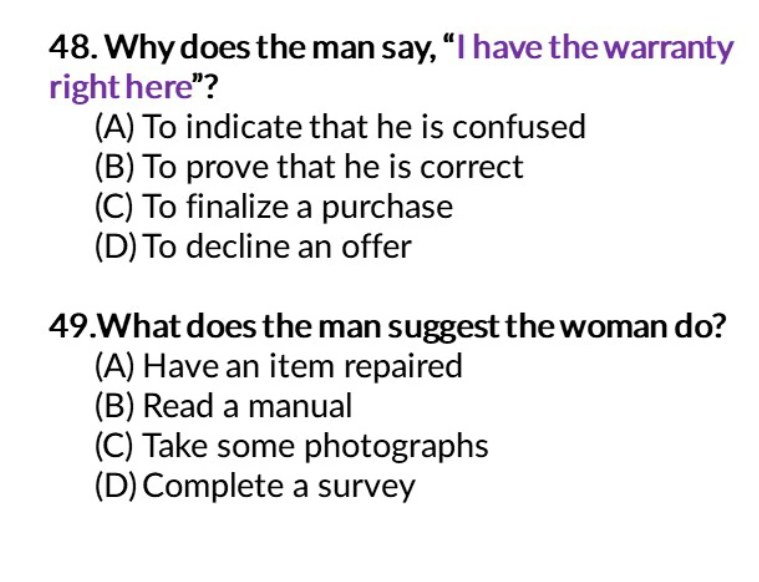 48. Why does the man say, “I have the warranty
right here”?
(A) To indicate that he is confused
(B) To prove that he is correct
(C) To finalize a purchase
(D) To decline an offer
49.What does the man suggest the woman do?
(A) Have an item repaired
(B) Read a manual
(C) Take some photographs
(D) Complete a survey